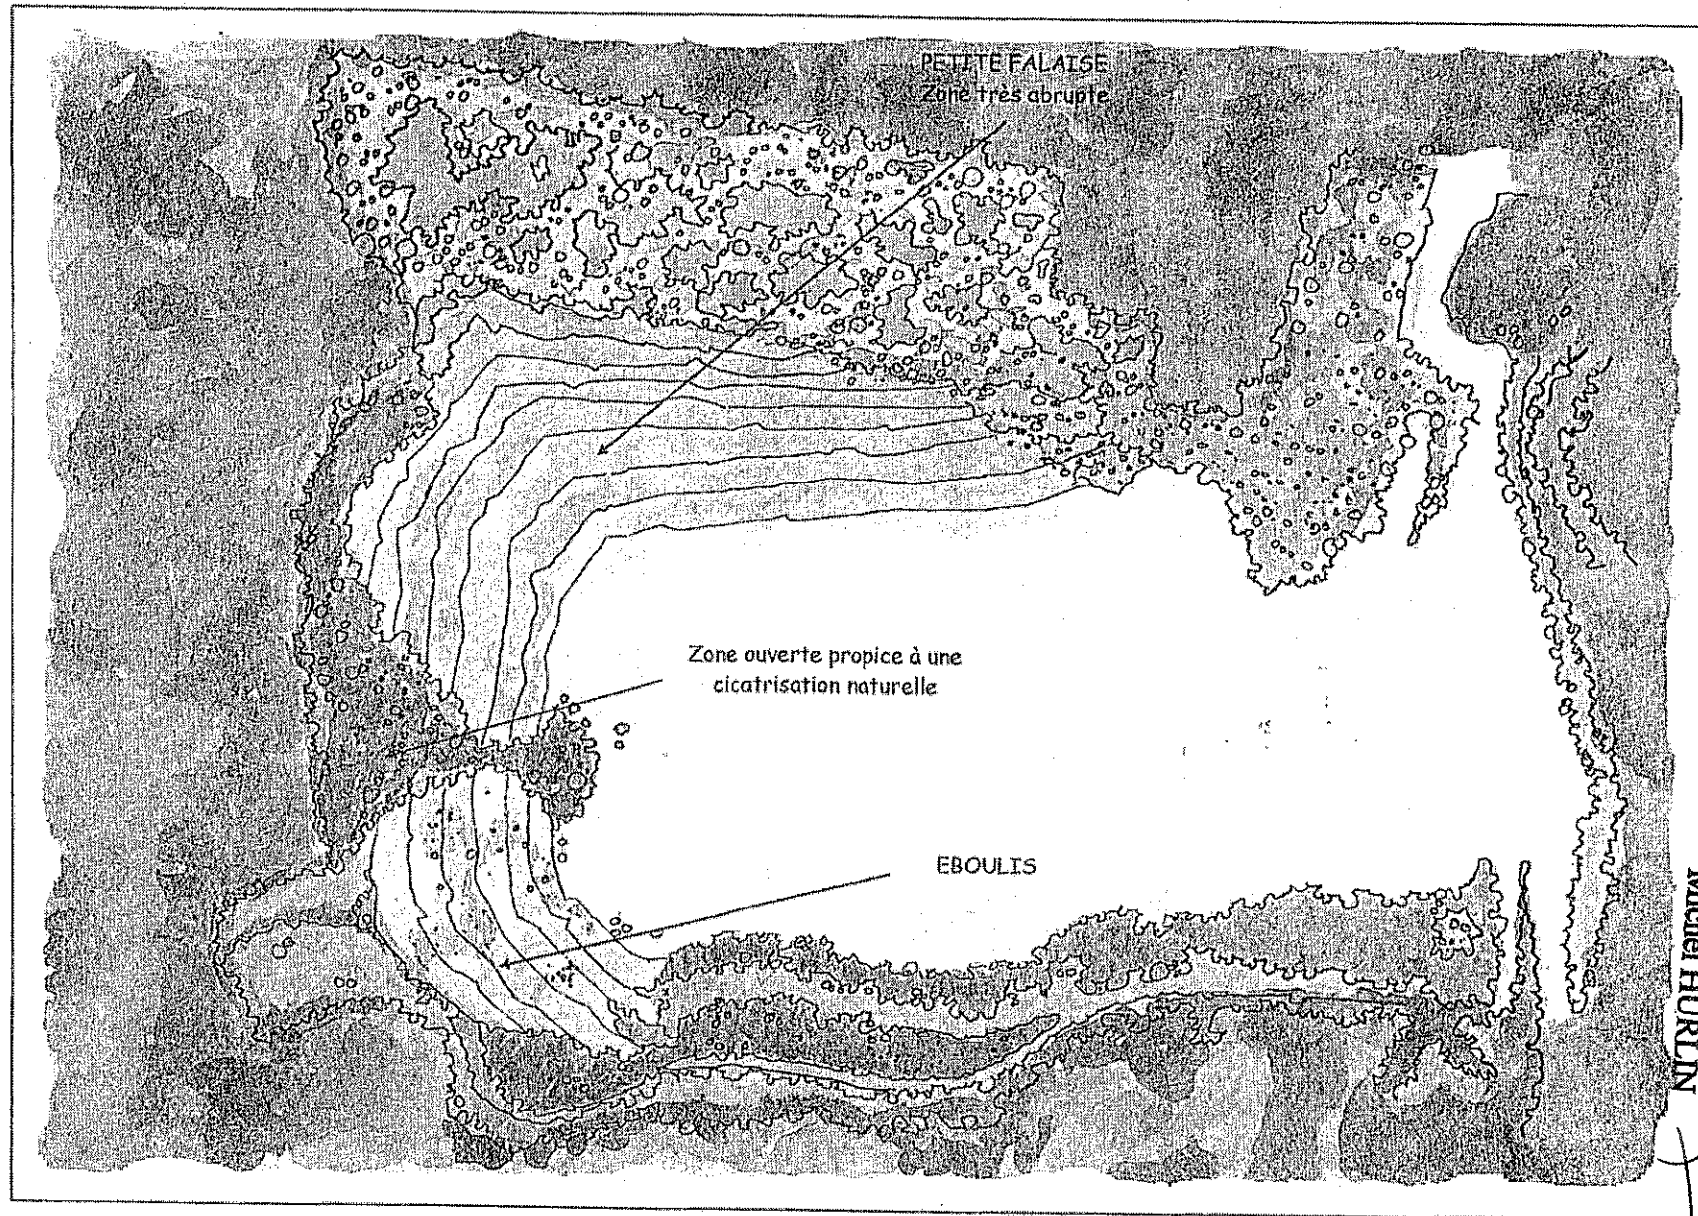 PETITE FALAISE
Zone très abrupte
Zone ouverte propice à une
cicatrisation naturelle
EBOULIS
Michel HURLIN